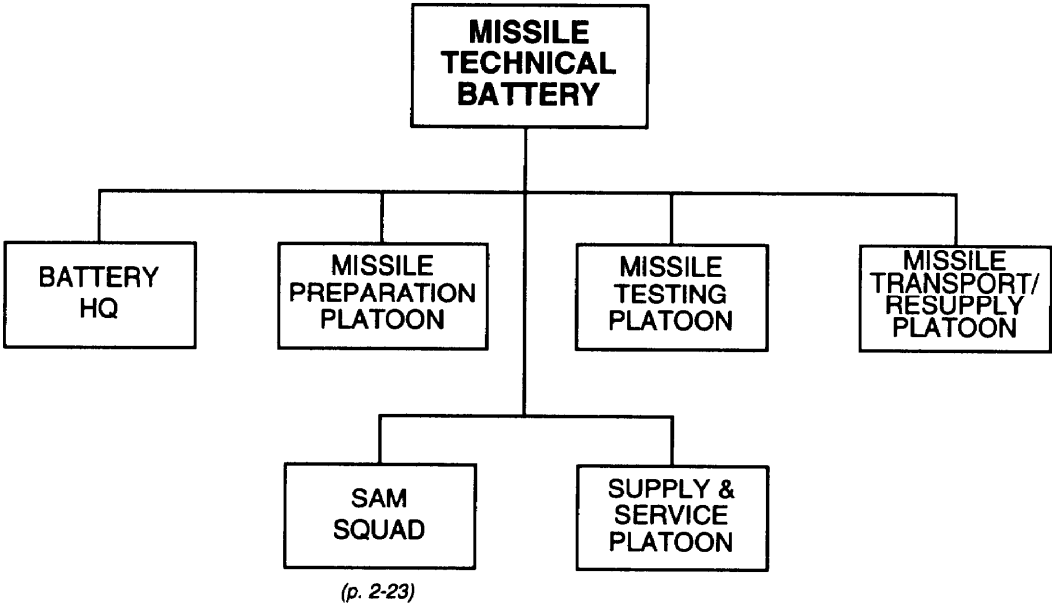 MISSILE
TECHNICAL
BATTERY
BATTERY
HQ
MISSILE
PREPARATION
PLATOON
MISSILE
TESTING
PLATOON
MISSILE
TRANSPORT/
RESUPPLY
PLATOON
SAM
SQUAD
(p. 2-23)
SUPPLY &
SERVICE
PLATOON